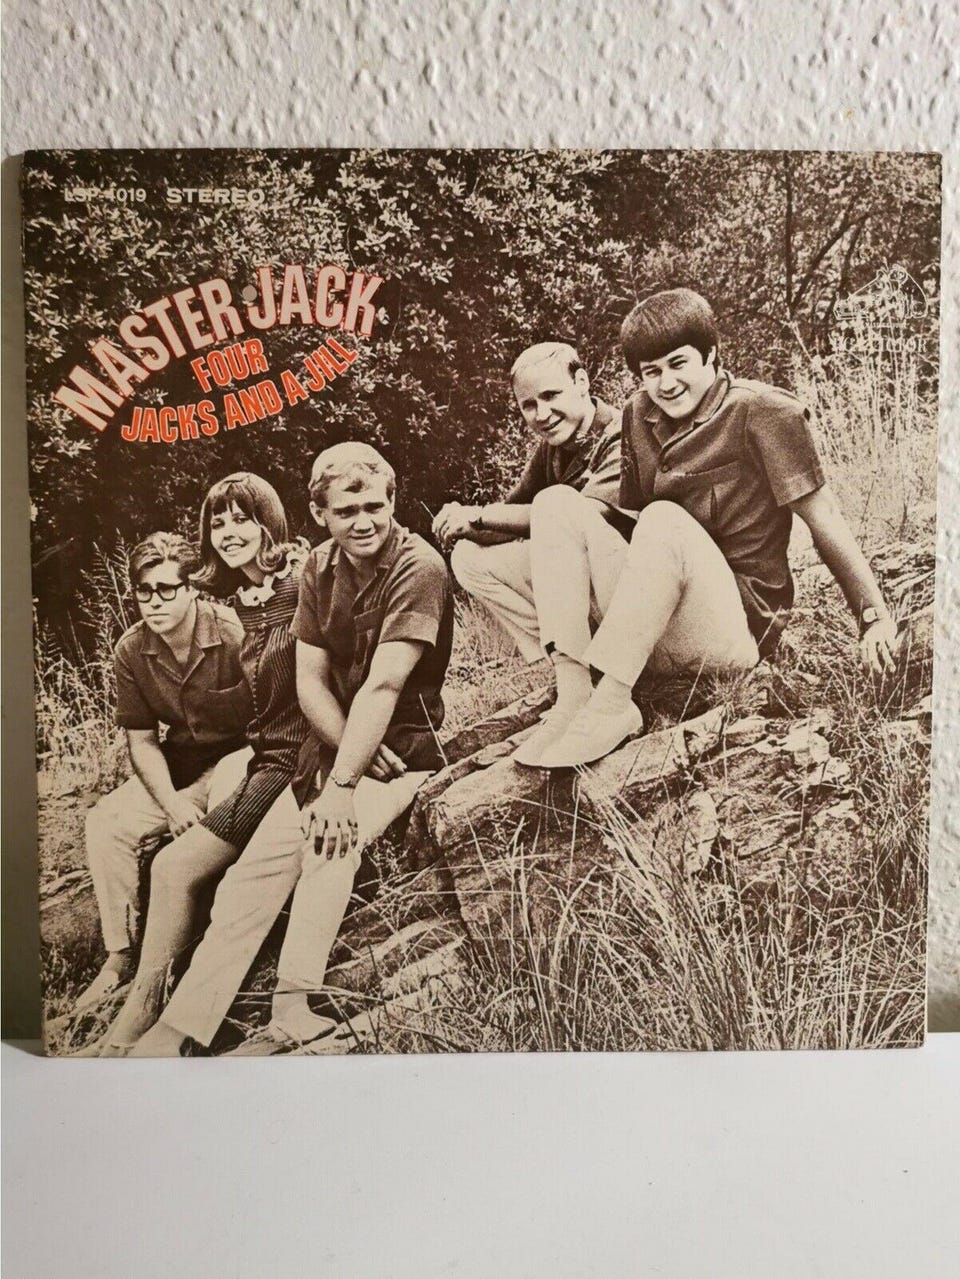 LSP-4019 STEREO
MASTER JACK
FOUR
JACKS AND A JILL